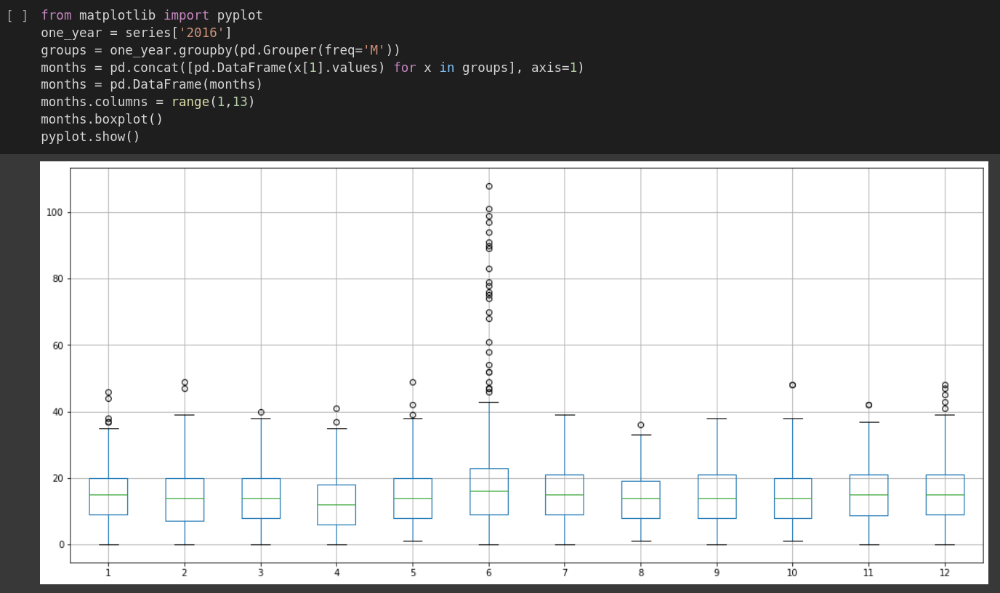 [ ] from matplotlib import pyplot
one_year = series['2016']
groups = one_year.groupby(pd.Grouper(freq='M'))
months = pd.concat([pd.DataFrame(x[1].values) for x in groups], axis=1)
months = pd.DataFrame(months)
months.columns = range(1,13)
months.boxplot()
pyplot.show()
100
80
60
40
20
0
1 2 3 4 5 6 7 8 9 10 11 12